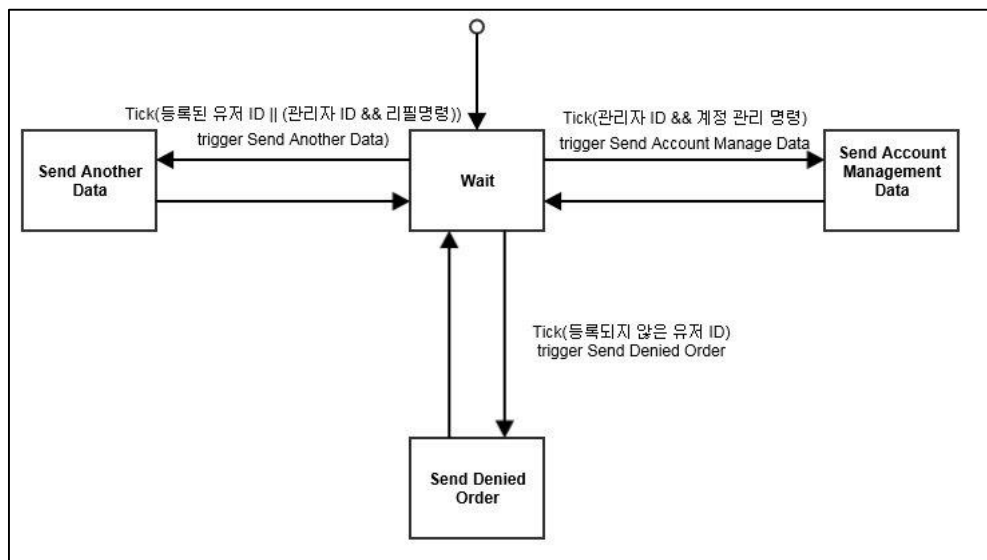 Tick(등록된 유저 ID || (관리자 ID && 리필명령))
trigger Send Another Data)
Tick(관리자 ID && 계정 관리 명령)
trigger Send Account Manage Data
Send Another
Data
Wait
Send Account
Management
Data
Tick(등록되지 않은 유저 ID)
trigger Send Denied Order
Send Denied
Order